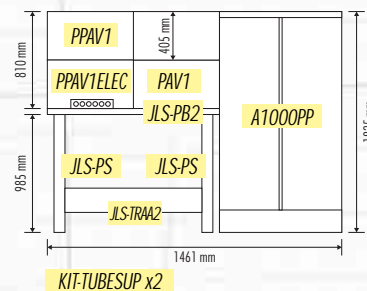 PPAV1
405 mm
810 mm
PPAV1ELEC
PAV1
JLS-PB2
A1000PP
985 mm
JLS-PS
JLS-PS
JLS-TRAA2
1461 mm
KIT-TUBESUP x2